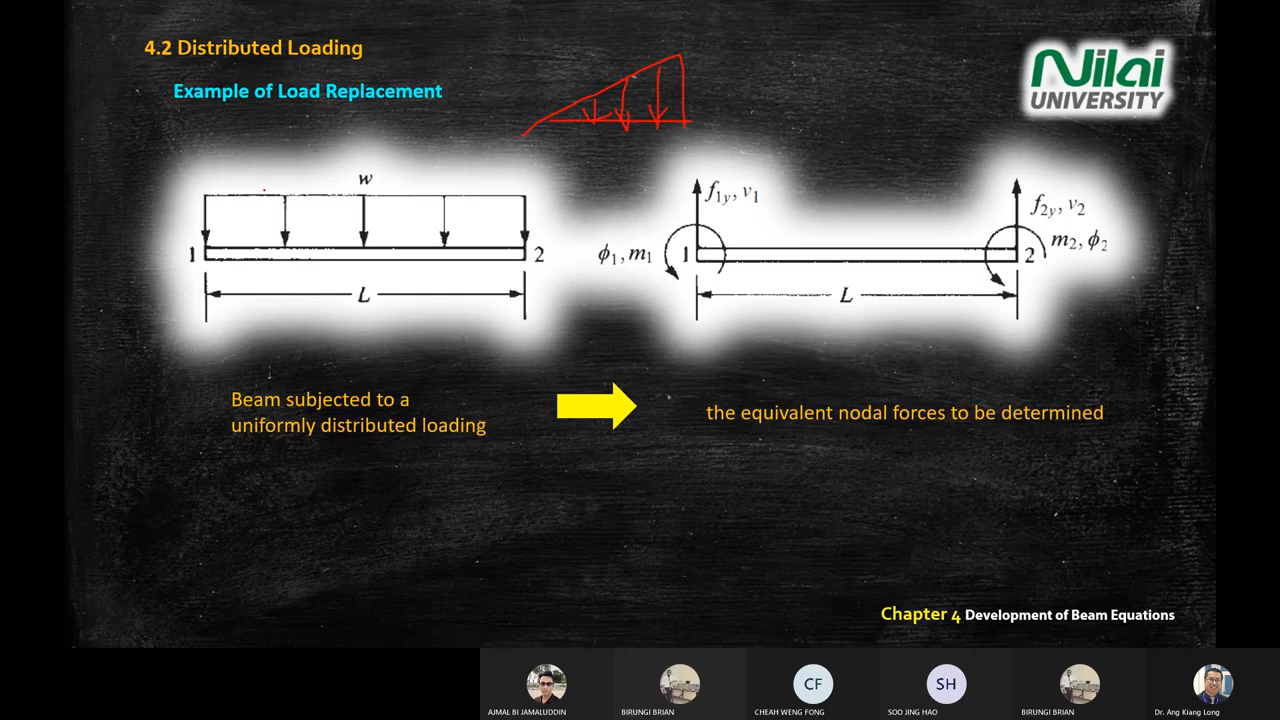 4.2 Distributed Loading
Example of Load Replacement
Nilai
UNIVERSITY
w
1
2
L
f1y, v1
ϕ1, m1
1
f2y, v2
m2, ϕ2
2
L
Beam subjected to a
uniformly distributed loading
the equivalent nodal forces to be determined
Chapter 4 Development of Beam Equations
CF
SH
AJMAL BI JAMALUDDIN
BIRUNGI BRIAN
CHEAH WENG FONG
SOO JING HAO
BIRUNGI BRIAN
Dr. Ang Kiang Long